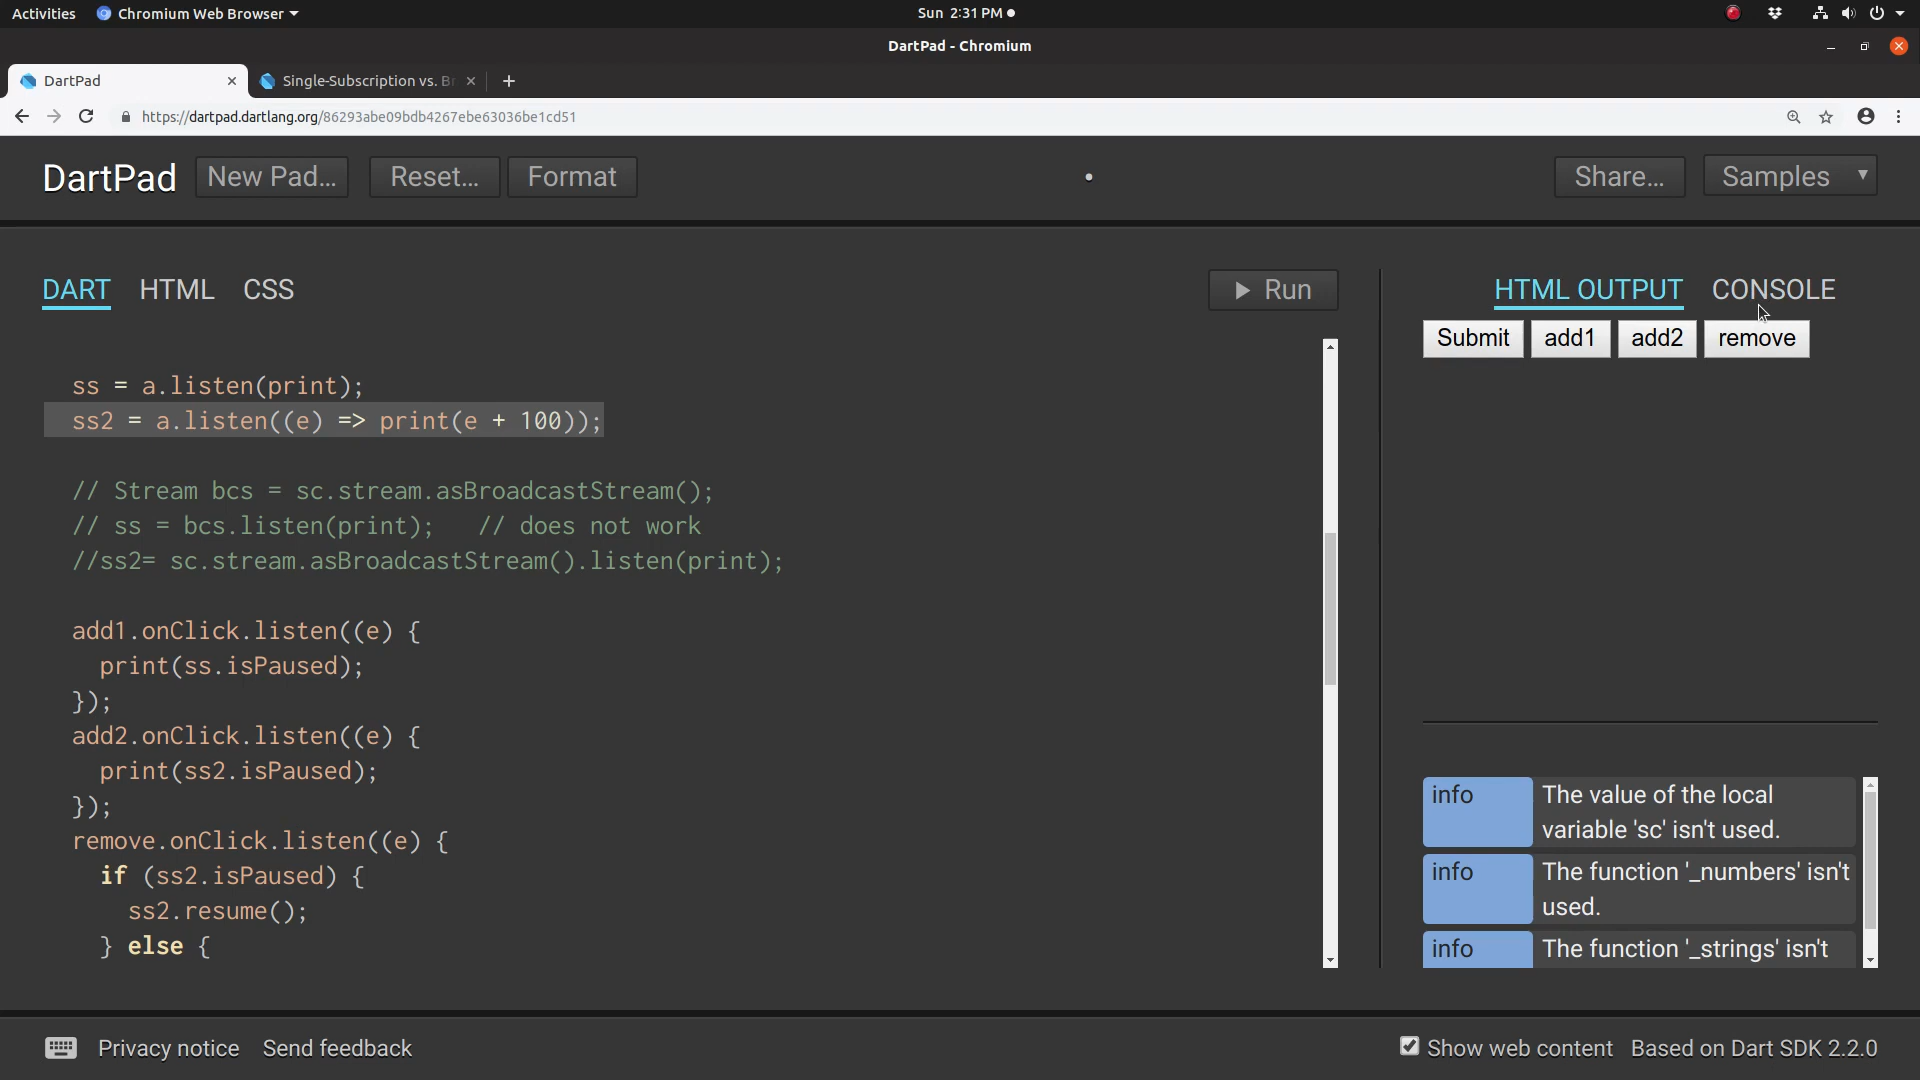 Activities
Chromium Web Browser
Sun 2:31 PM
DartPad - Chromium
DartPad
Single-Subscription vs. Br
https://dartpad.dartlang.org/86293abe09bdb4267ebe63036be1cd51
DartPad
New Pad...
Reset...
Format
Share...
Samples
DART
HTML
CSS
Run
HTML OUTPUT
CONSOLE
Submit
add1
add2
remove
ss = a.listen(print);
ss2 = a.listen((e) => print(e + 100));
// Stream bcs = sc.stream.asBroadcastStream();
// ss = bcs.listen(print);   // does not work
//ss2= sc.stream.asBroadcastStream().listen(print);
add1.onClick.listen((e) {
print(ss.isPaused);
});
add2.onClick.listen((e) {
print(ss2.isPaused);
});
remove.onClick.listen((e) {
if (ss2.isPaused) {
ss2.resume();
} else {
info
The value of the local
variable 'sc' isn't used.
info
The function '_numbers' isn't
used.
info
The function '_strings' isn't
Privacy notice
Send feedback
Show web content
Based on Dart SDK 2.2.0